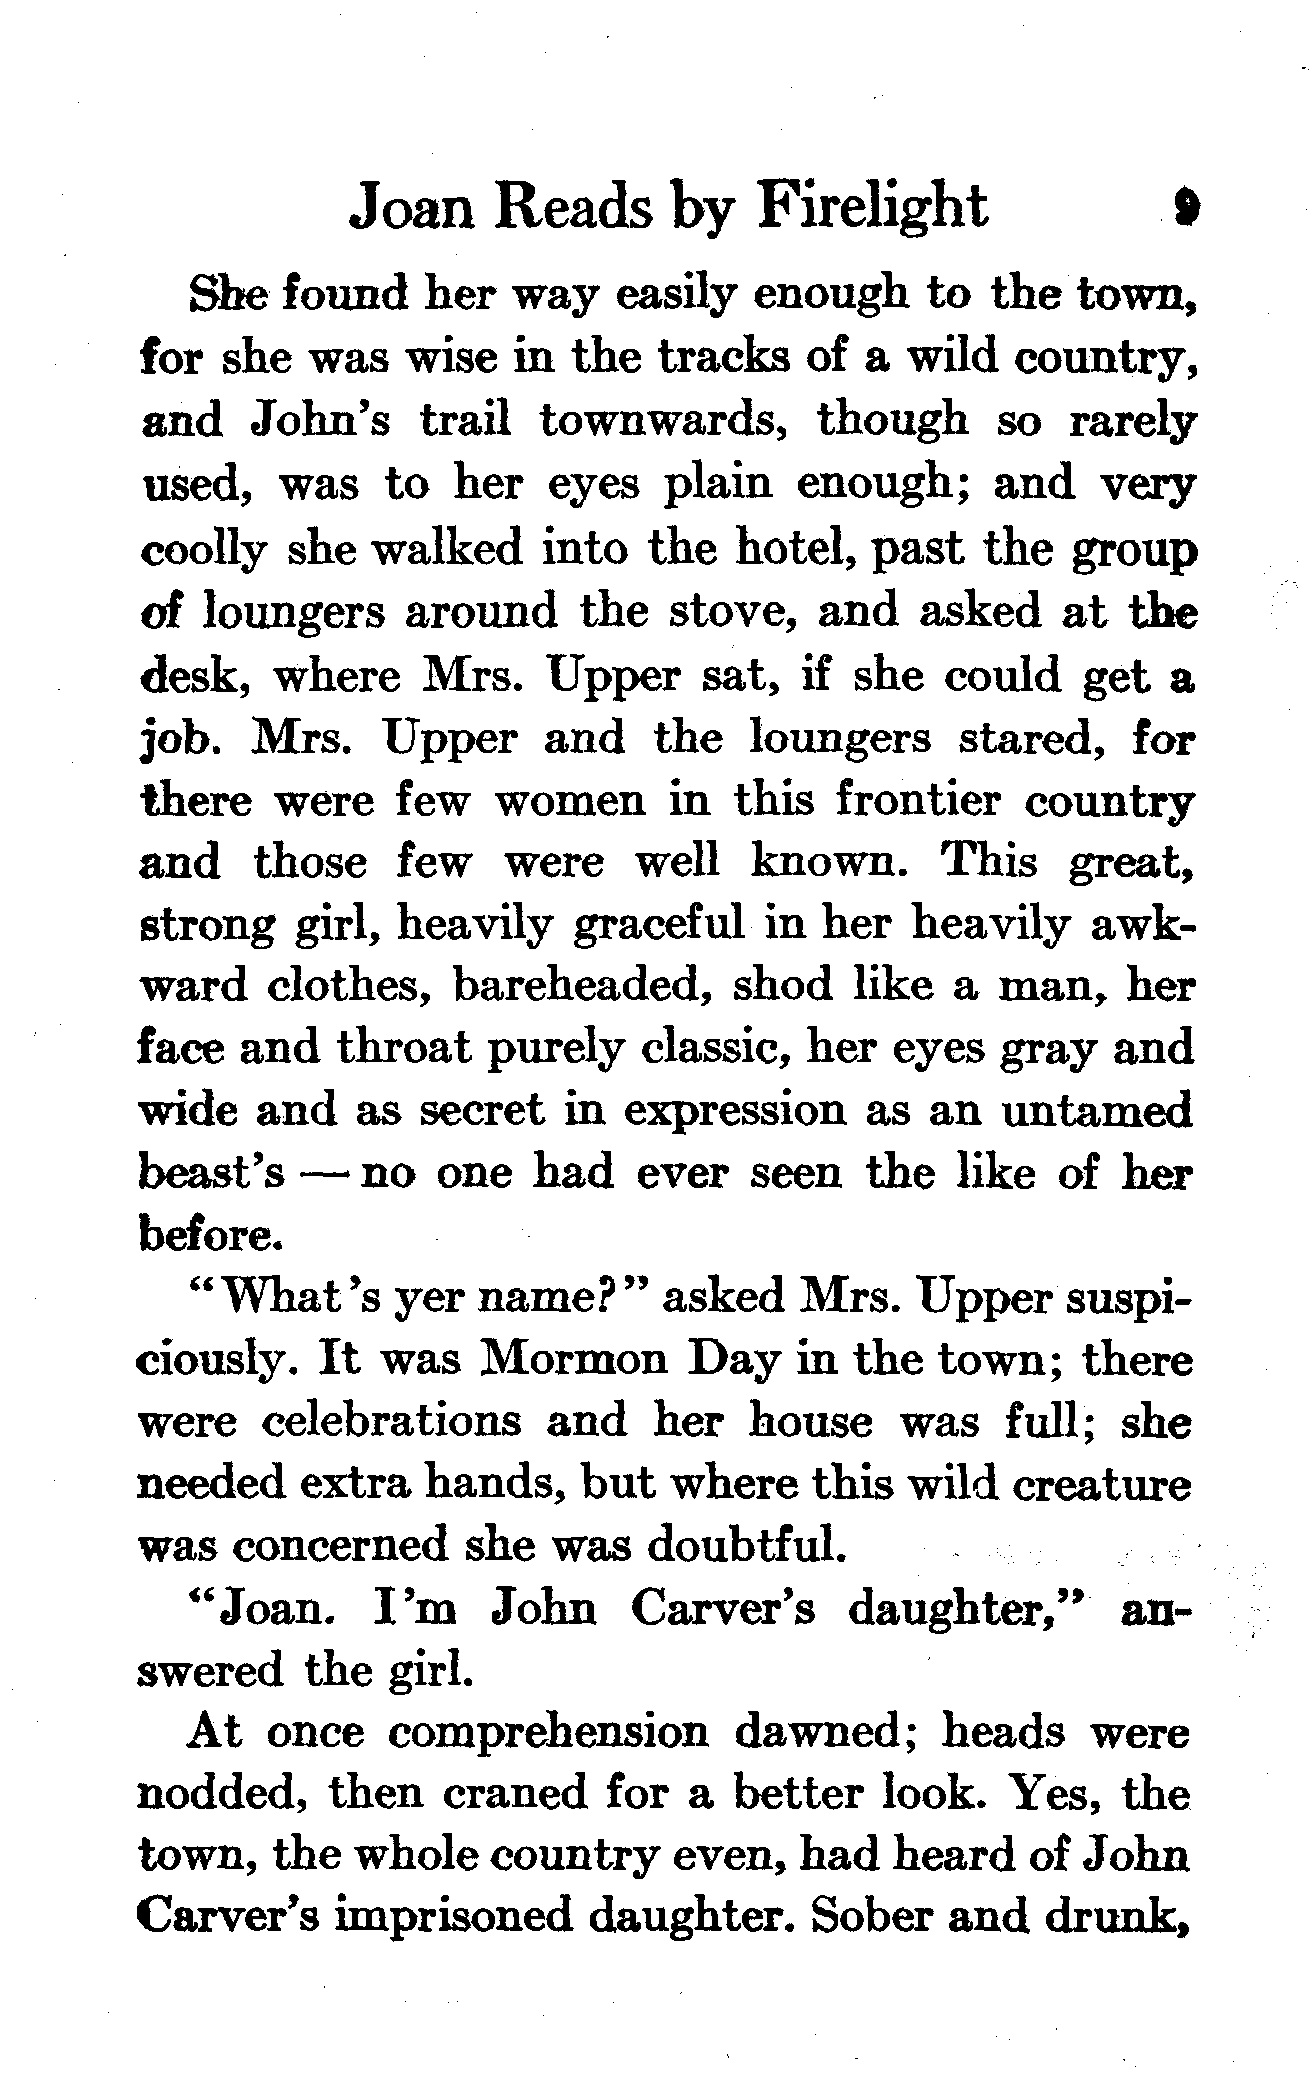 Joan Reads by Firelight 9
She found her way easily enough to the town,
for she was wise in the tracks of a wild country,
and John's trail townwards, though so rarely
used, was to her eyes plain enough; and very
coolly she walked into the hotel, past the group
of loungers around the stove, and asked at the
desk, where Mrs. Upper sat, if she could get a
job. Mrs. Upper and the loungers stared, for
there were few women in this frontier country
and those few were well known. This great,
strong girl, heavily graceful in her heavily awk-
ward clothes, bareheaded, shod like a man, her
face and throat purely classic, her eyes gray and
wide and as secret in expression as an untamed
beast's — no one had ever seen the like of her
before.
"What's yer name?" asked Mrs. Upper suspi-
ciously. It was Mormon Day in the town; there
were celebrations and her house was full; she
needed extra hands, but where this wild creature
was concerned she was doubtful.
"Joan. I'm John Carver's daughter," an-
swered the girl.
At once comprehension dawned; heads were
nodded, then craned for a better look. Yes, the
town, the whole country even, had heard of John
Carver's imprisoned daughter. Sober and drunk,